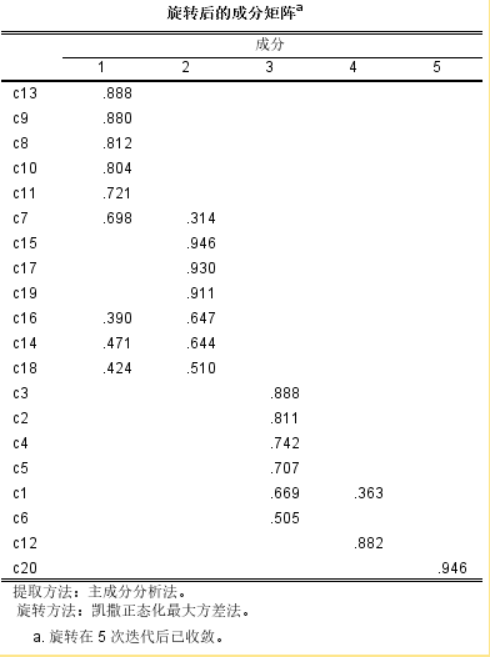 旋转后的成分矩阵a
成分
1 2 3 4 5
c13 .888
c9 .880
c8 .812
c10 .804
c11 .721
c7 .698 .314
c15 .946
c17 .930
c19 .911
c16 .390 .647
c14 .471 .644
c18 .424 .510
c3 .888
c2 .811
c4 .742
c5 .707
c1 .669 .363
c6 .505
c12 .882
c20 .946
提取方法：主成分分析法。
旋转方法：凯撒正态化最大方差法。
a. 旋转在 5 次迭代后已收敛。